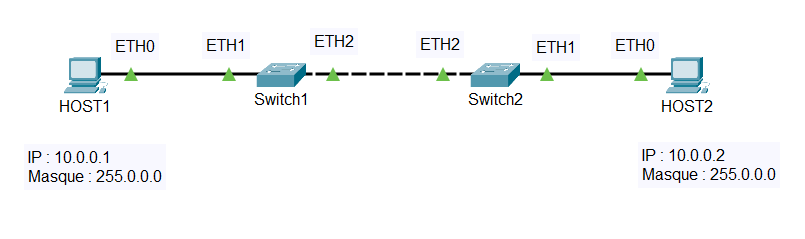 ETH0
ETH1
ETH2
ETH2
ETH1
ETH0
HOST1
Switch1
Switch2
HOST2
IP : 10.0.0.1
Masque : 255.0.0.0
IP : 10.0.0.2
Masque : 255.0.0.0